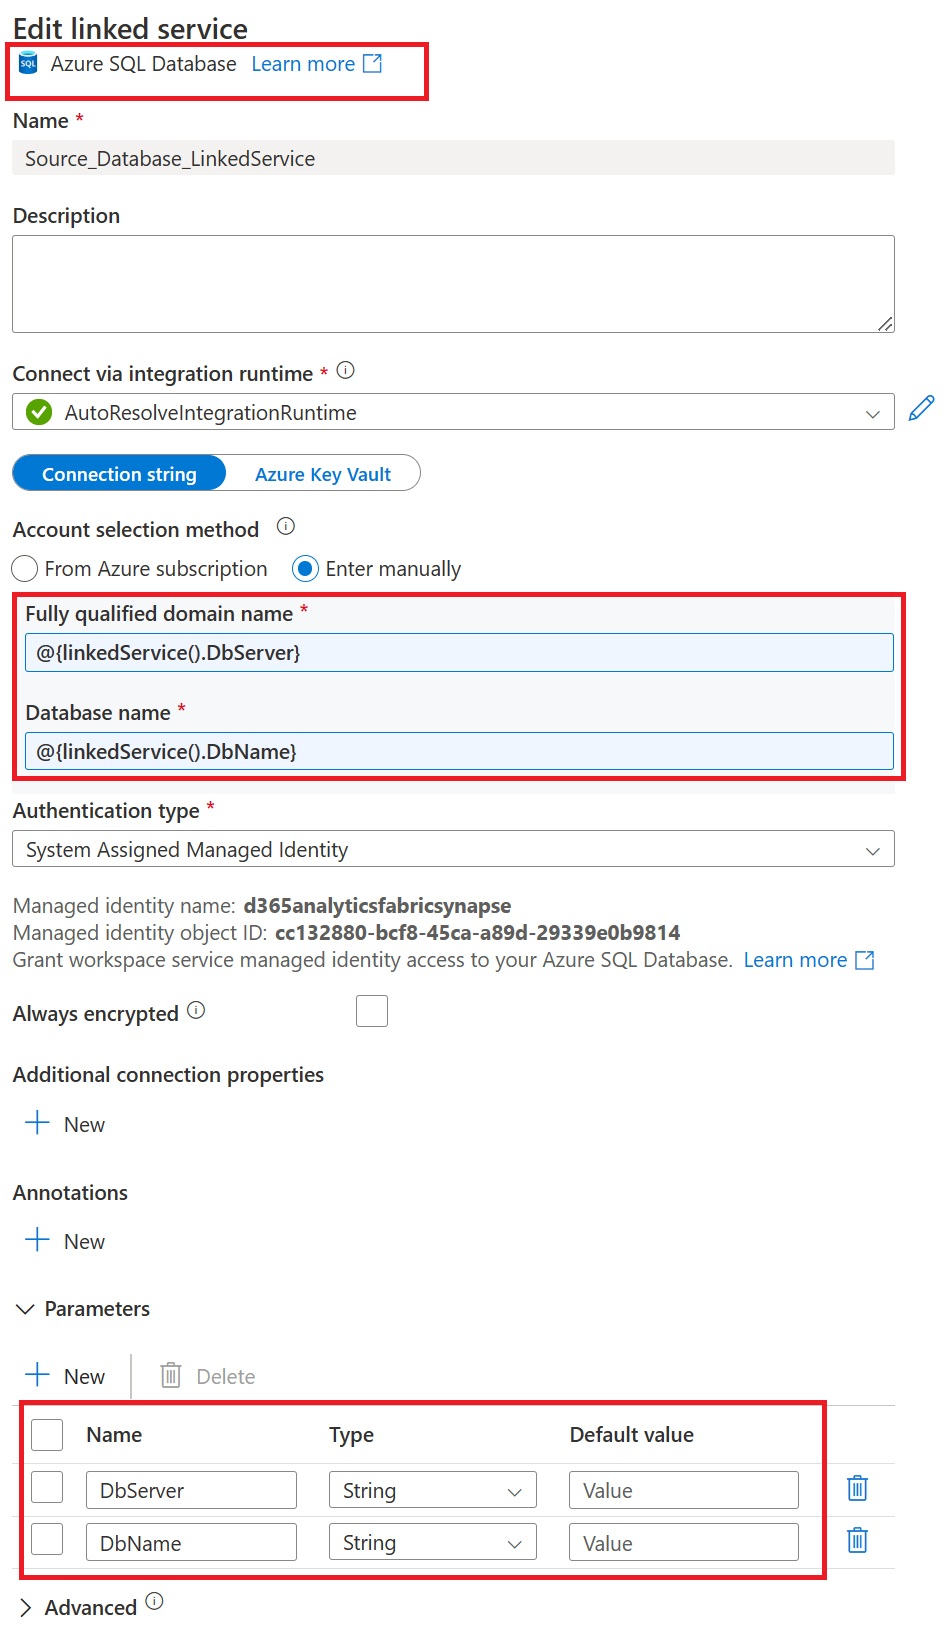 Edit linked service
SQL
Azure SQL Database Learn more
Name *
Source_Database_LinkedService
Description
Connect via integration runtime *
AutoResolveIntegrationRuntime
Connection string Azure Key Vault
Account selection method
From Azure subscription Enter manually
Fully qualified domain name *
@{linkedService().DbServer}
Database name *
@{linkedService().DbName}
Authentication type *
System Assigned Managed Identity
Managed identity name: d365analyticsfabricsynapse
Managed identity object ID: cc132880-bcf8-45ca-a89d-29339e0b9814
Grant workspace service managed identity access to your Azure SQL Database. Learn more
Always encrypted
Additional connection properties
New
Annotations
New
Parameters
New Delete
Name Type Default value
DbServer String Value
DbName String Value
Advanced